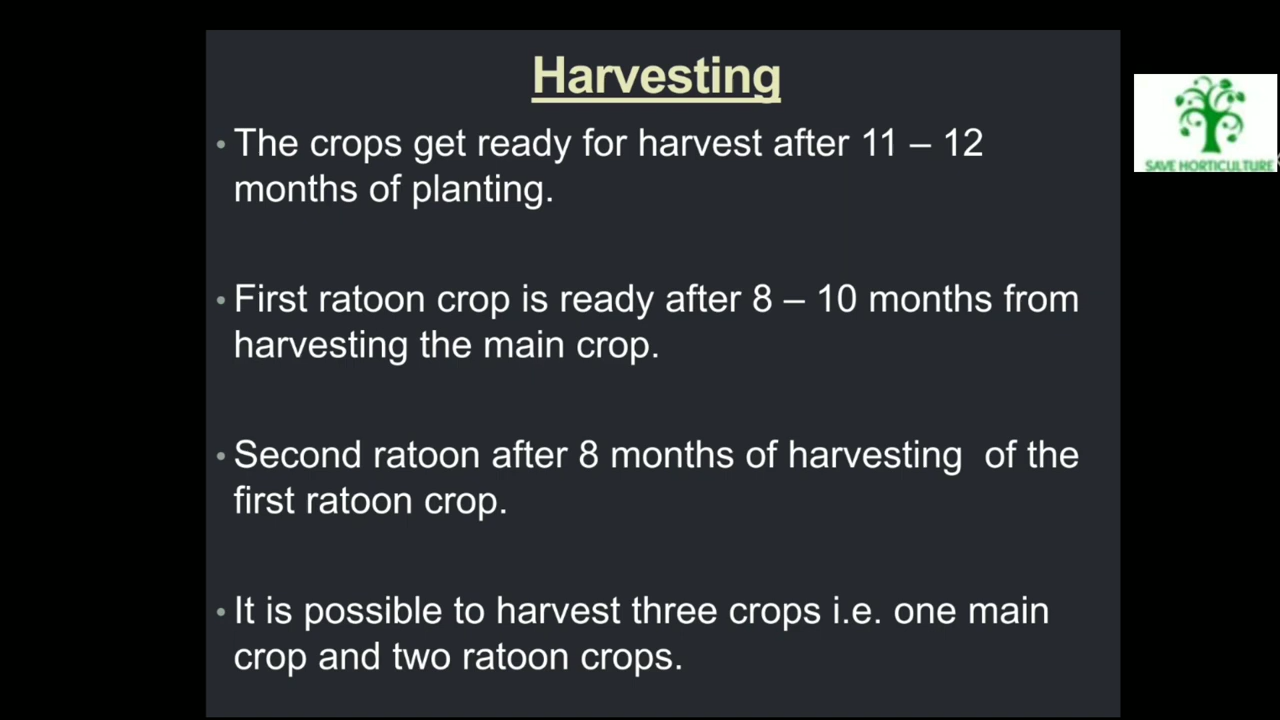 Harvesting
• The crops get ready for harvest after 11 – 12
months of planting.
• First ratoon crop is ready after 8 – 10 months from
harvesting the main crop.
• Second ratoon after 8 months of harvesting of the
first ratoon crop.
• It is possible to harvest three crops i.e. one main
crop and two ratoon crops.
SAVE HORTICULTURE